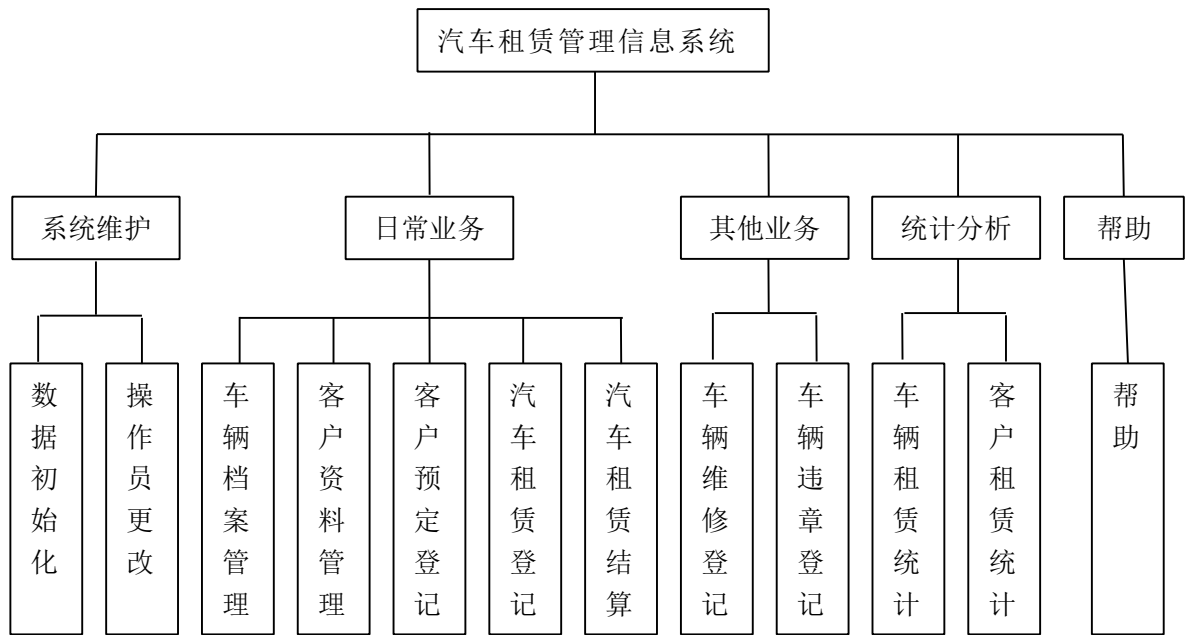 汽车租赁管理信息系统
系统维护
日常业务
其他业务
统计分析
帮助
数据初始化
操作员更改
车辆档案管理
客户资料管理
客户预定登记
汽车租赁登记
汽车租赁结算
车辆维修登记
车辆违章登记
车辆租赁统计
客户租赁统计
帮助